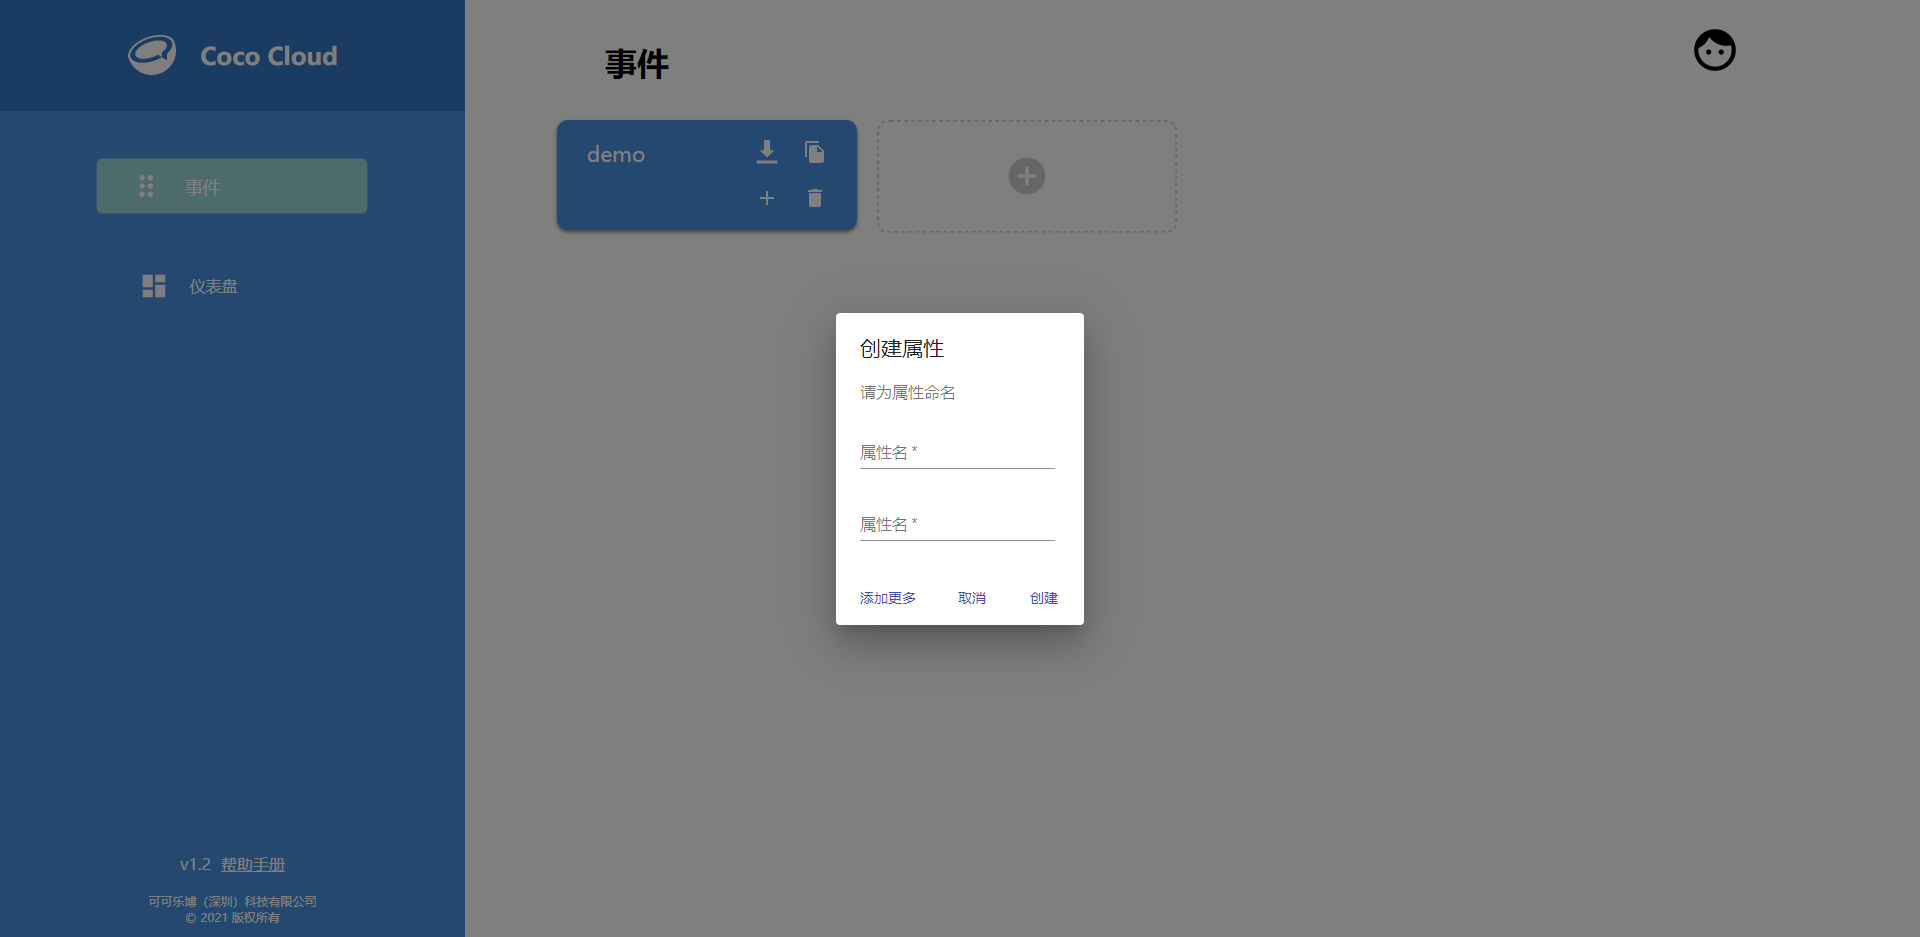 Coco Cloud
事件
仪表盘
v1.2 帮助手册
可可乐博（深圳）科技有限公司
© 2021 版权所有
事件
demo
创建属性
请为属性命名
属性名 *
属性名 *
添加更多 取消 创建